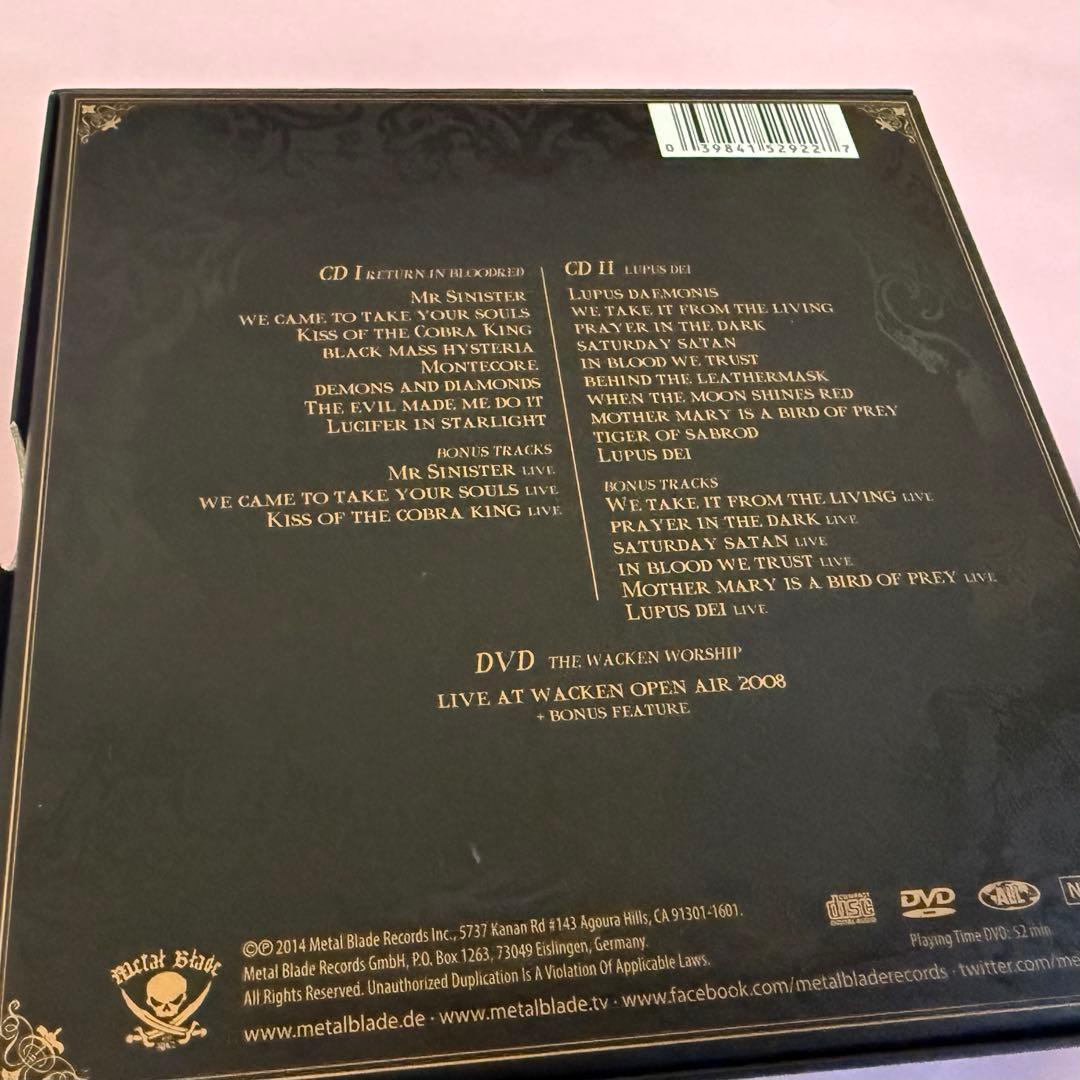 0 39841 52922 7
CD I RETURN IN BLOODRED
MR SINISTER
WE CAME TO TAKE YOUR SOULS
KISS OF THE COBRA KING
BLACK MASS HYSTERIA
MONTECORE
DEMONS AND DIAMONDS
THE EVIL MADE ME DO IT
LUCIFER IN STARLIGHT
BONUS TRACKS
MR SINISTER LIVE
WE CAME TO TAKE YOUR SOULS LIVE
KISS OF THE COBRA KING LIVE
CD II LUPUS DEI
LUPUS DAEMONIS
WE TAKE IT FROM THE LIVING
PRAYER IN THE DARK
SATURDAY SATAN
IN BLOOD WE TRUST
BEHIND THE LEATHERMASK
WHEN THE MOON SHINES RED
MOTHER MARY IS A BIRD OF PREY
TIGER OF SABROD
LUPUS DEI
BONUS TRACKS
WE TAKE IT FROM THE LIVING LIVE
PRAYER IN THE DARK LIVE
SATURDAY SATAN LIVE
IN BLOOD WE TRUST LIVE
MOTHER MARY IS A BIRD OF PREY LIVE
LUPUS DEI LIVE
DVD THE WACKEN WORSHIP
LIVE AT WACKEN OPEN AIR 2008
+ BONUS FEATURE
Metal Blade
©℗ 2014 Metal Blade Records Inc., 5737 Kanan Rd #143 Agoura Hills, CA 91301-1601.
Metal Blade Records GmbH, P.O. Box 1263, 73049 Eislingen, Germany.
All Rights Reserved. Unauthorized Duplication Is A Violation Of Applicable Laws.
www.metalblade.de · www.metalblade.tv · www.facebook.com/metalbladerecords · twitter.com/me
COMPACT disc DIGITAL AUDIO
DVD
ALL
N
Playing Time DVD: 52 min.